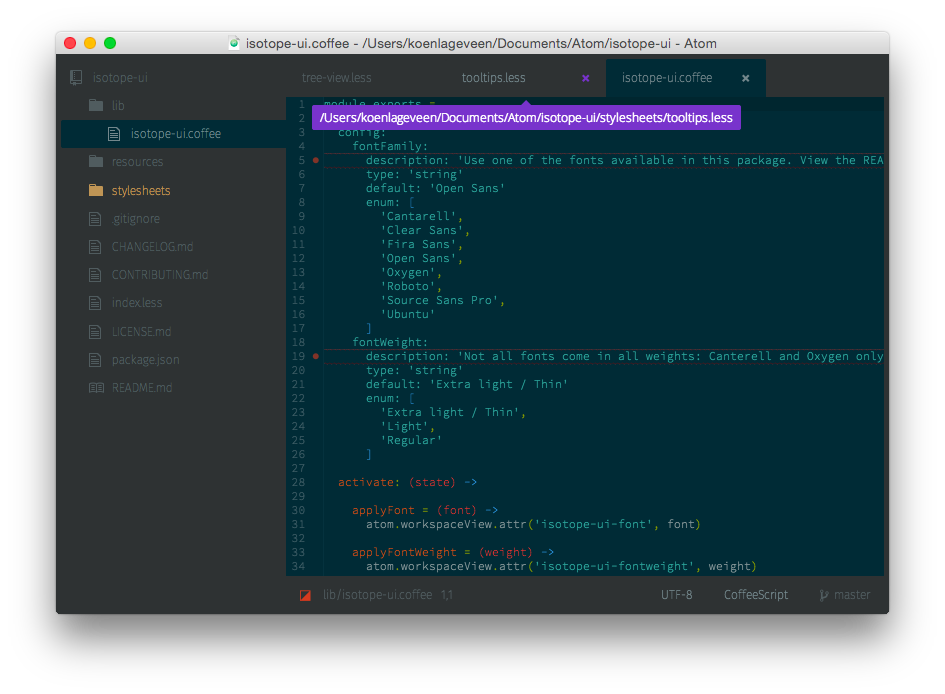 isotope-ui.coffee - /Users/koenlageveen/Documents/Atom/isotope-ui - Atom
isotope-ui
lib
isotope-ui.coffee
resources
stylesheets
.gitignore
CHANGELOG.md
CONTRIBUTING.md
index.less
LICENSE.md
package.json
README.md
tree-view.less
tooltips.less ×
isotope-ui.coffee ×
/Users/koenlageveen/Documents/Atom/isotope-ui/stylesheets/tooltips.less
1 module.exports =
2
3 config:
4 fontFamily:
5 description: 'Use one of the fonts available in this package. View the REA
6 type: 'string'
7 default: 'Open Sans'
8 enum: [
9 'Cantarell',
10 'Clear Sans',
11 'Fira Sans',
12 'Open Sans',
13 'Oxygen',
14 'Roboto',
15 'Source Sans Pro',
16 'Ubuntu'
17 ]
18 fontWeight:
19 description: 'Not all fonts come in all weights: Canterell and Oxygen only
20 type: 'string'
21 default: 'Extra light / Thin'
22 enum: [
23 'Extra light / Thin',
24 'Light',
25 'Regular'
26 ]
27
28 activate: (state) ->
29
30 applyFont = (font) ->
31 atom.workspaceView.attr('isotope-ui-font', font)
32
33 applyFontWeight = (weight) ->
34 atom.workspaceView.attr('isotope-ui-fontweight', weight)
lib/isotope-ui.coffee 1,1
UTF-8 CoffeeScript master